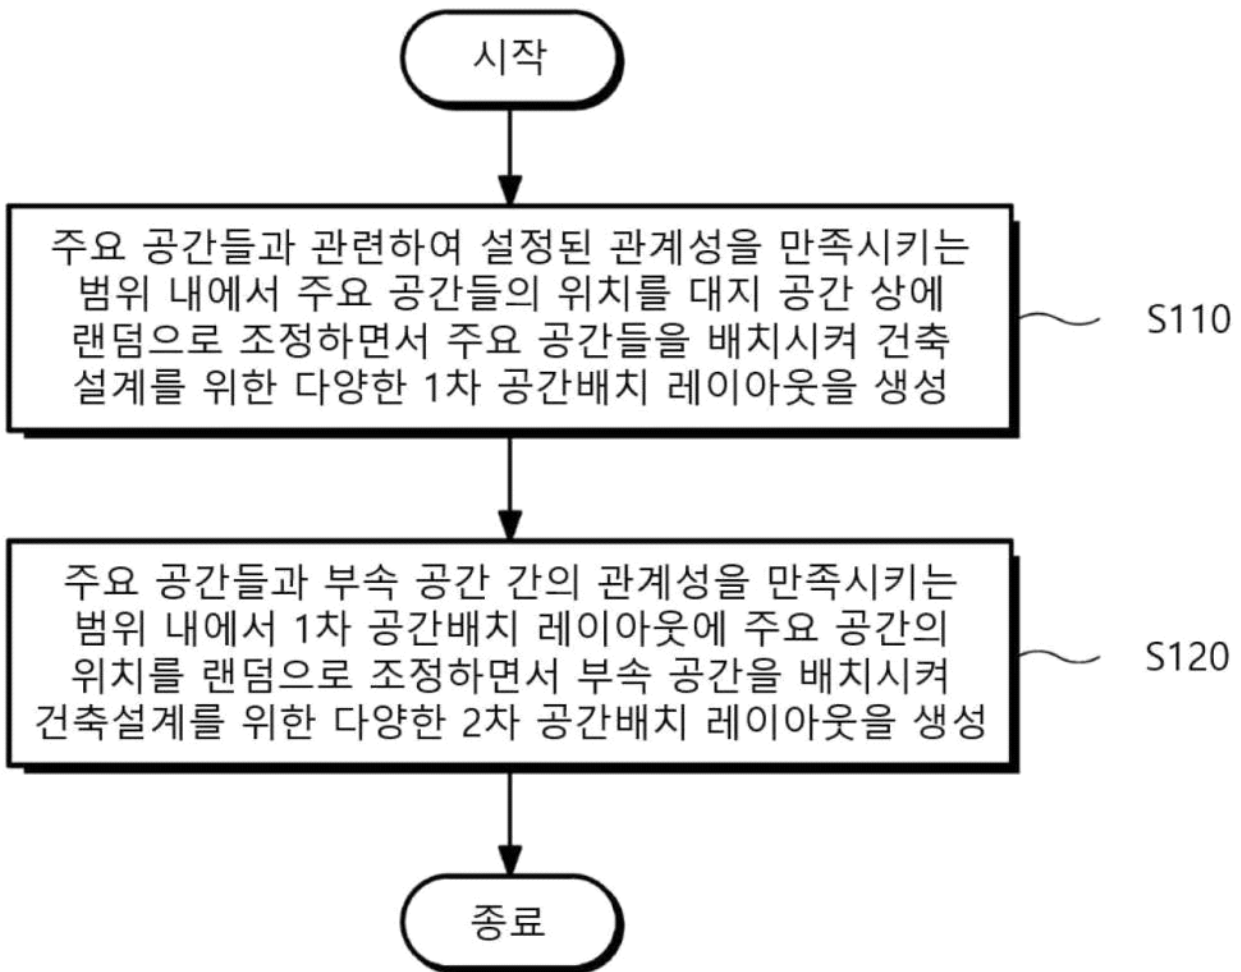 시작
주요 공간들과 관련하여 설정된 관계성을 만족시키는
범위 내에서 주요 공간들의 위치를 대지 공간 상에
랜덤으로 조정하면서 주요 공간들을 배치시켜 건축
설계를 위한 다양한 1차 공간배치 레이아웃을 생성
S110
주요 공간들과 부속 공간 간의 관계성을 만족시키는
범위 내에서 1차 공간배치 레이아웃에 주요 공간의
위치를 랜덤으로 조정하면서 부속 공간을 배치시켜
건축설계를 위한 다양한 2차 공간배치 레이아웃을 생성
S120
종료